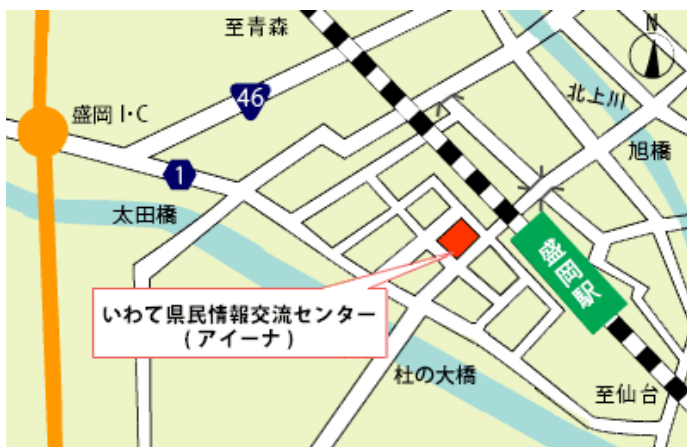 至青森
N
46
北上川
盛岡 I・C
旭橋
1
太田橋
盛岡駅
いわて県民情報交流センター
(アイーナ)
杜の大橋
至仙台